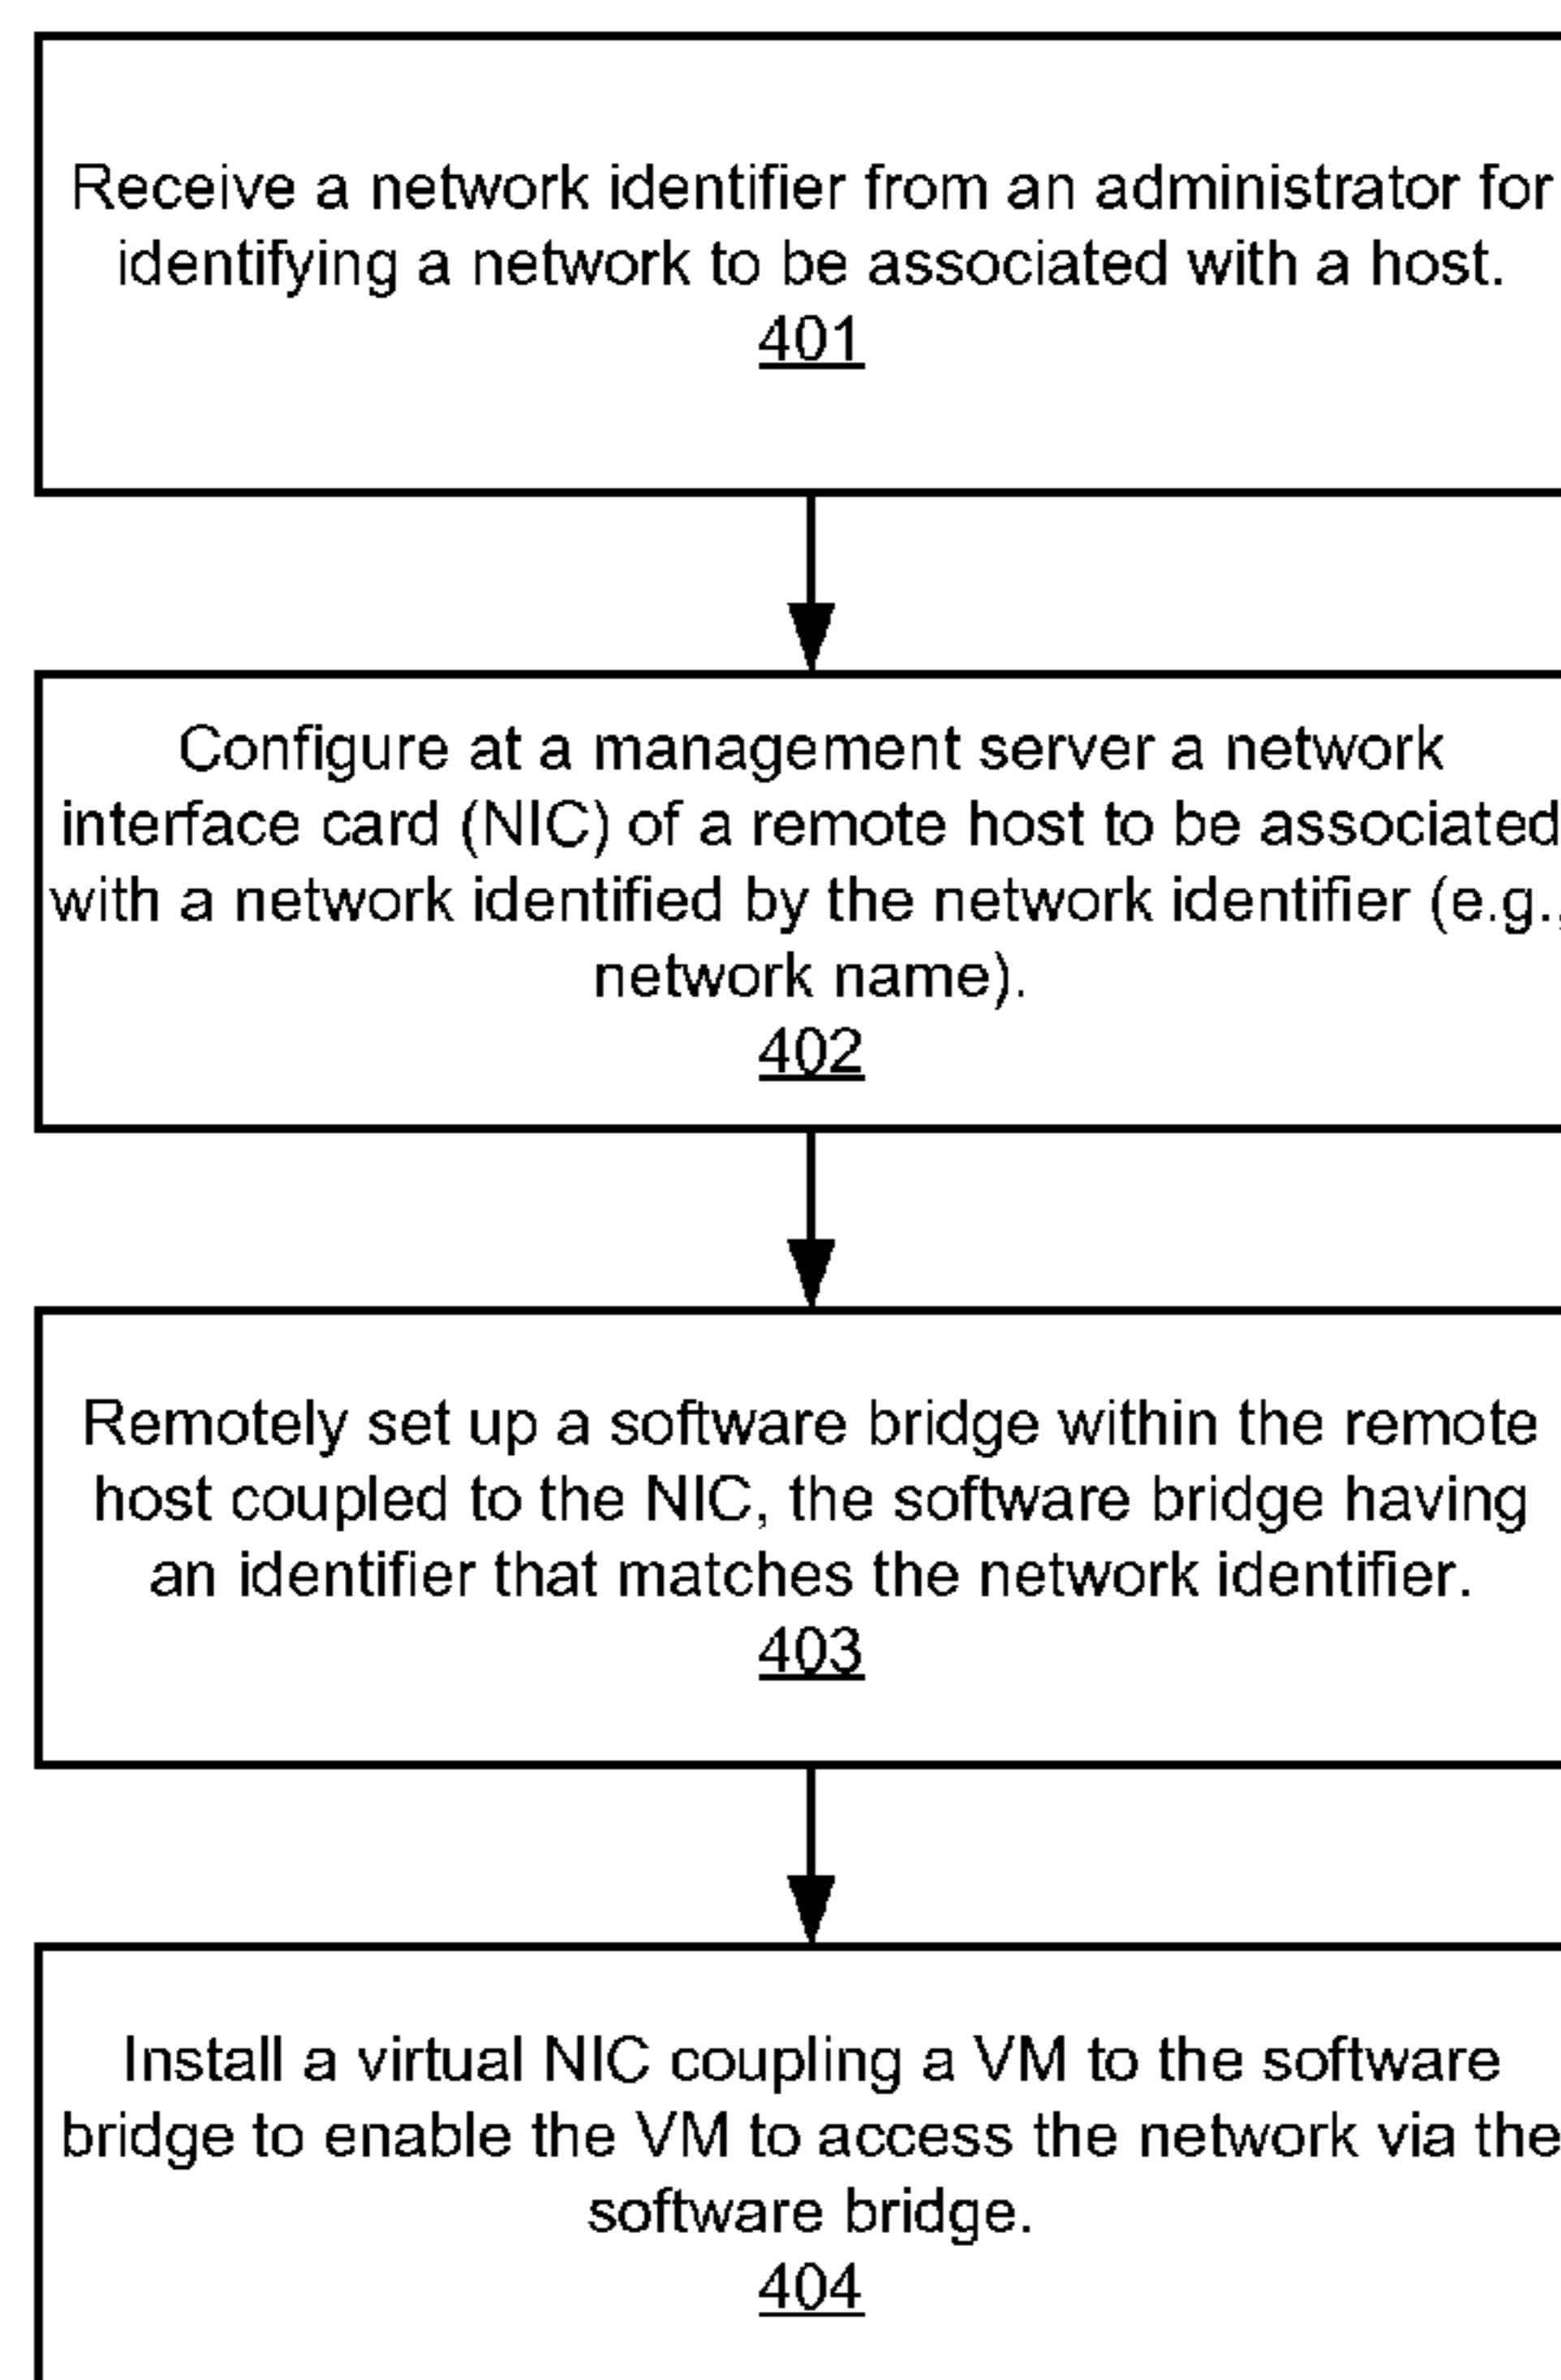 Receive a network identifier from an administrator for
identifying a network to be associated with a host.
401
Configure at a management server a network
interface card (NIC) of a remote host to be associated
with a network identified by the network identifier (e.g.,
network name).
402
Remotely set up a software bridge within the remote
host coupled to the NIC, the software bridge having
an identifier that matches the network identifier.
403
Install a virtual NIC coupling a VM to the software
bridge to enable the VM to access the network via the
software bridge.
404